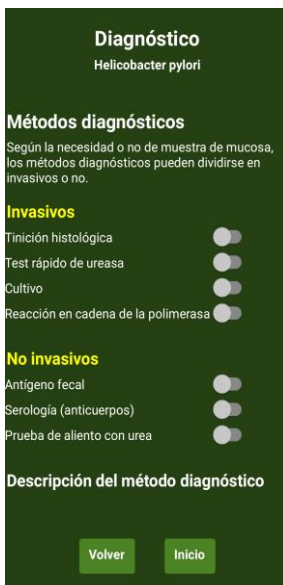 Diagnóstico
Helicobacter pylori
Métodos diagnósticos
Según la necesidad o no de muestra de mucosa,
los métodos diagnósticos pueden dividirse en
invasivos o no.
Invasivos
Tinición histológica
Test rápido de ureasa
Cultivo
Reacción en cadena de la polimerasa
No invasivos
Antígeno fecal
Serología (anticuerpos)
Prueba de aliento con urea
Descripción del método diagnóstico
Volver Inicio